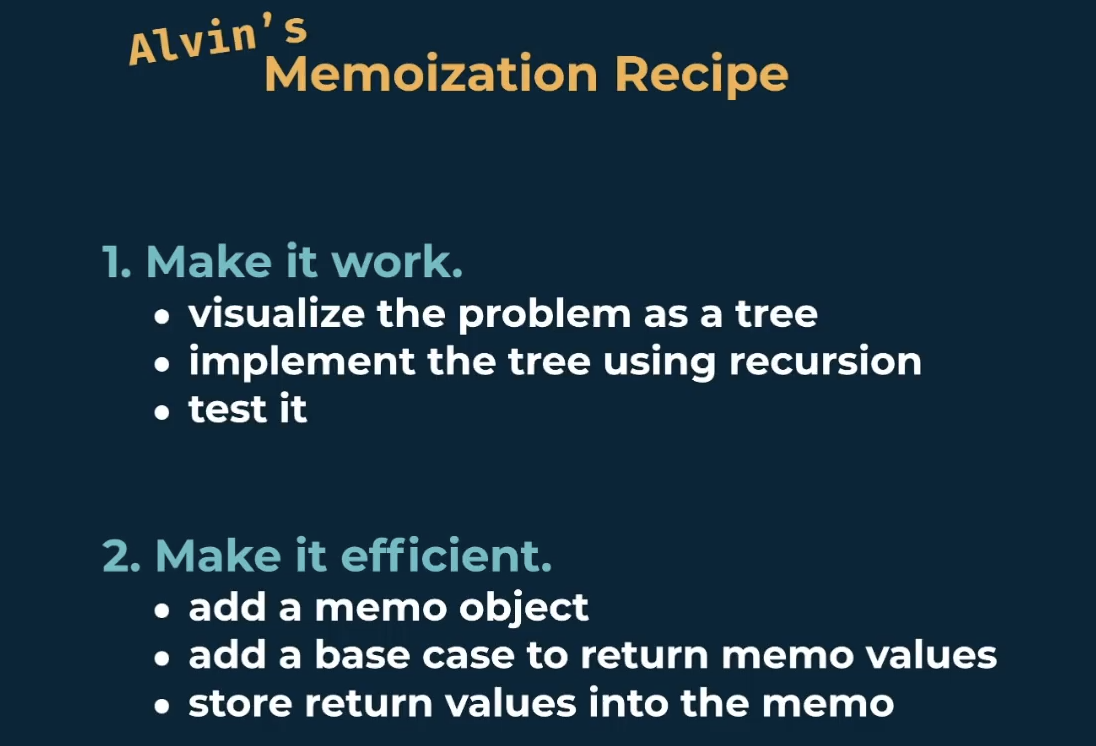 Alvin's
Memoization Recipe
1. Make it work.
• visualize the problem as a tree
• implement the tree using recursion
• test it
2. Make it efficient.
• add a memo object
• add a base case to return memo values
• store return values into the memo